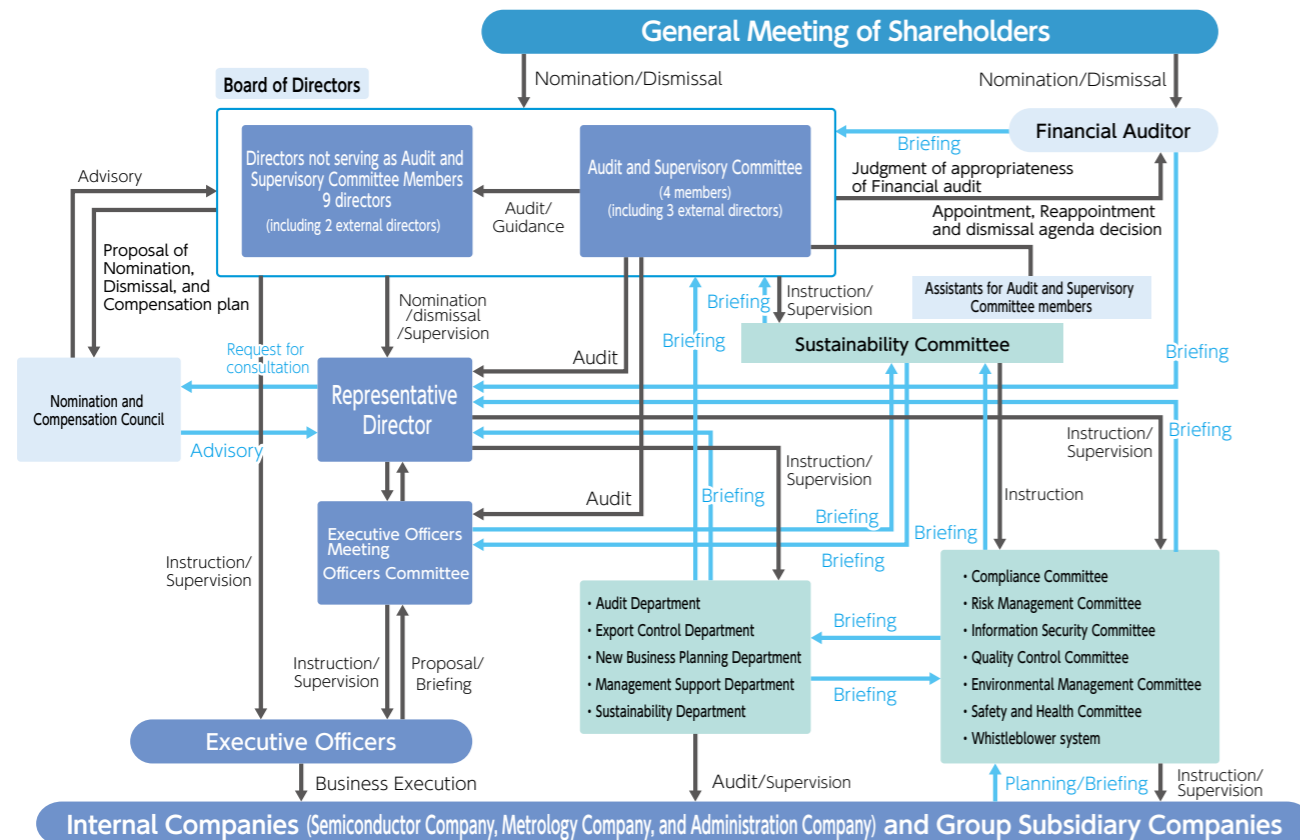 General Meeting of Shareholders
Nomination/Dismissal
Nomination/Dismissal
Board of Directors
Financial Auditor
Briefing
Directors not serving as Audit and
Supervisory Committee Members
9 directors
(including 2 external directors)
Audit and Supervisory Committee
(4 members)
(including 3 external directors)
Audit/
Guidance
Judgment of appropriateness
of Financial audit
Appointment, Reappointment
and dismissal agenda decision
Advisory
Proposal of
Nomination,
Dismissal, and
Compensation plan
Nomination
/dismissal
/Supervision
Briefing
Briefing
Instruction/
Supervision
Assistants for Audit and Supervisory
Committee members
Sustainability Committee
Briefing
Request for
consultation
Audit
Nomination and
Compensation Council
Representative
Director
Advisory
Instruction/
Supervision
Briefing
Instruction/
Supervision
Briefing
Audit
Instruction
Briefing
Briefing
Briefing
Executive Officers
Meeting
Officers Committee
Instruction/
Supervision
・Audit Department
・Export Control Department
・New Business Planning Department
・Management Support Department
・Sustainability Department
Briefing
Briefing
・Compliance Committee
・Risk Management Committee
・Information Security Committee
・Quality Control Committee
・Environmental Management Committee
・Safety and Health Committee
・Whistleblower system
Instruction/
Supervision
Proposal/
Briefing
Executive Officers
Business Execution
Audit/Supervision
Planning/Briefing
Instruction/
Supervision
Internal Companies (Semiconductor Company, Metrology Company, and Administration Company) and Group Subsidiary Companies